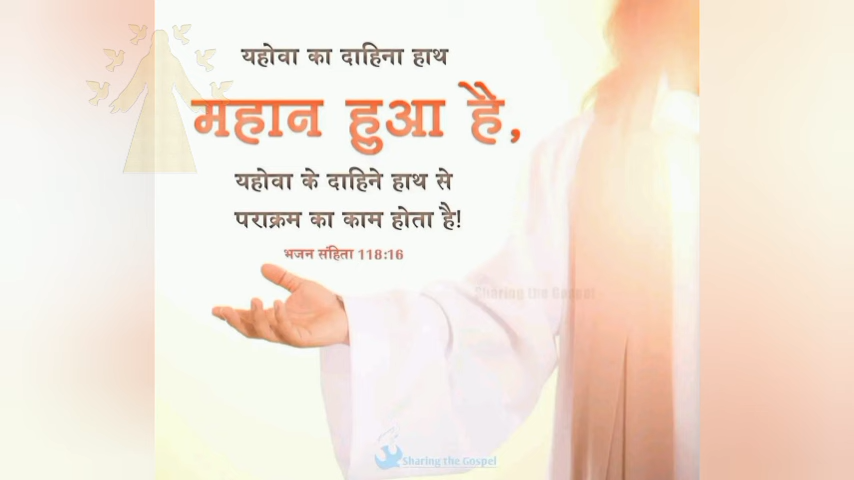 यहोवा का दाहिना हाथ
महान हुआ है,
यहोवा के दाहिने हाथ से
पराक्रम का काम होता है!
भजन संहिता 118:16
Sharing the Gospel
Sharing the Gospel